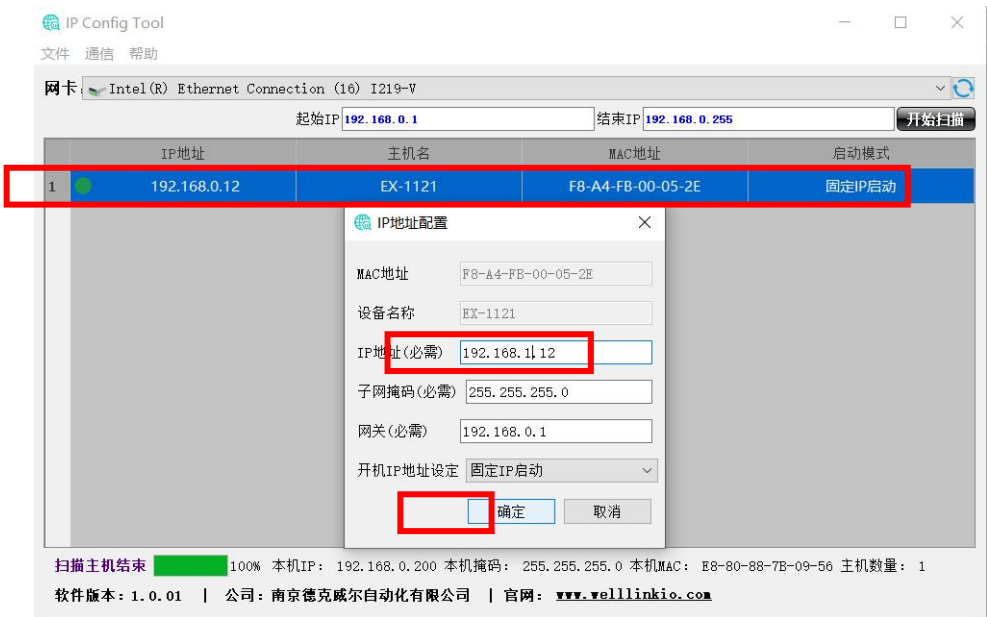 IP Config Tool
文件 通信 帮助
网卡: Intel(R) Ethernet Connection (16) I219-V
起始IP 192.168.0.1 结束IP 192.168.0.255 开始扫描
IP地址 主机名 MAC地址 启动模式
1 192.168.0.12 EX-1121 F8-A4-FB-00-05-2E 固定IP启动
IP地址配置
MAC地址 F8-A4-FB-00-05-2E
设备名称 EX-1121
IP地址(必需) 192.168.1.12
子网掩码(必需) 255.255.255.0
网关(必需) 192.168.0.1
开机IP地址设定 固定IP启动
确定 取消
扫描主机结束 100% 本机IP: 192.168.0.200 本机掩码: 255.255.255.0 本机MAC: E8-80-88-7B-09-56 主机数量: 1
软件版本:1.0.01 | 公司:南京德克威尔自动化有限公司 | 官网: www.welllinkio.com